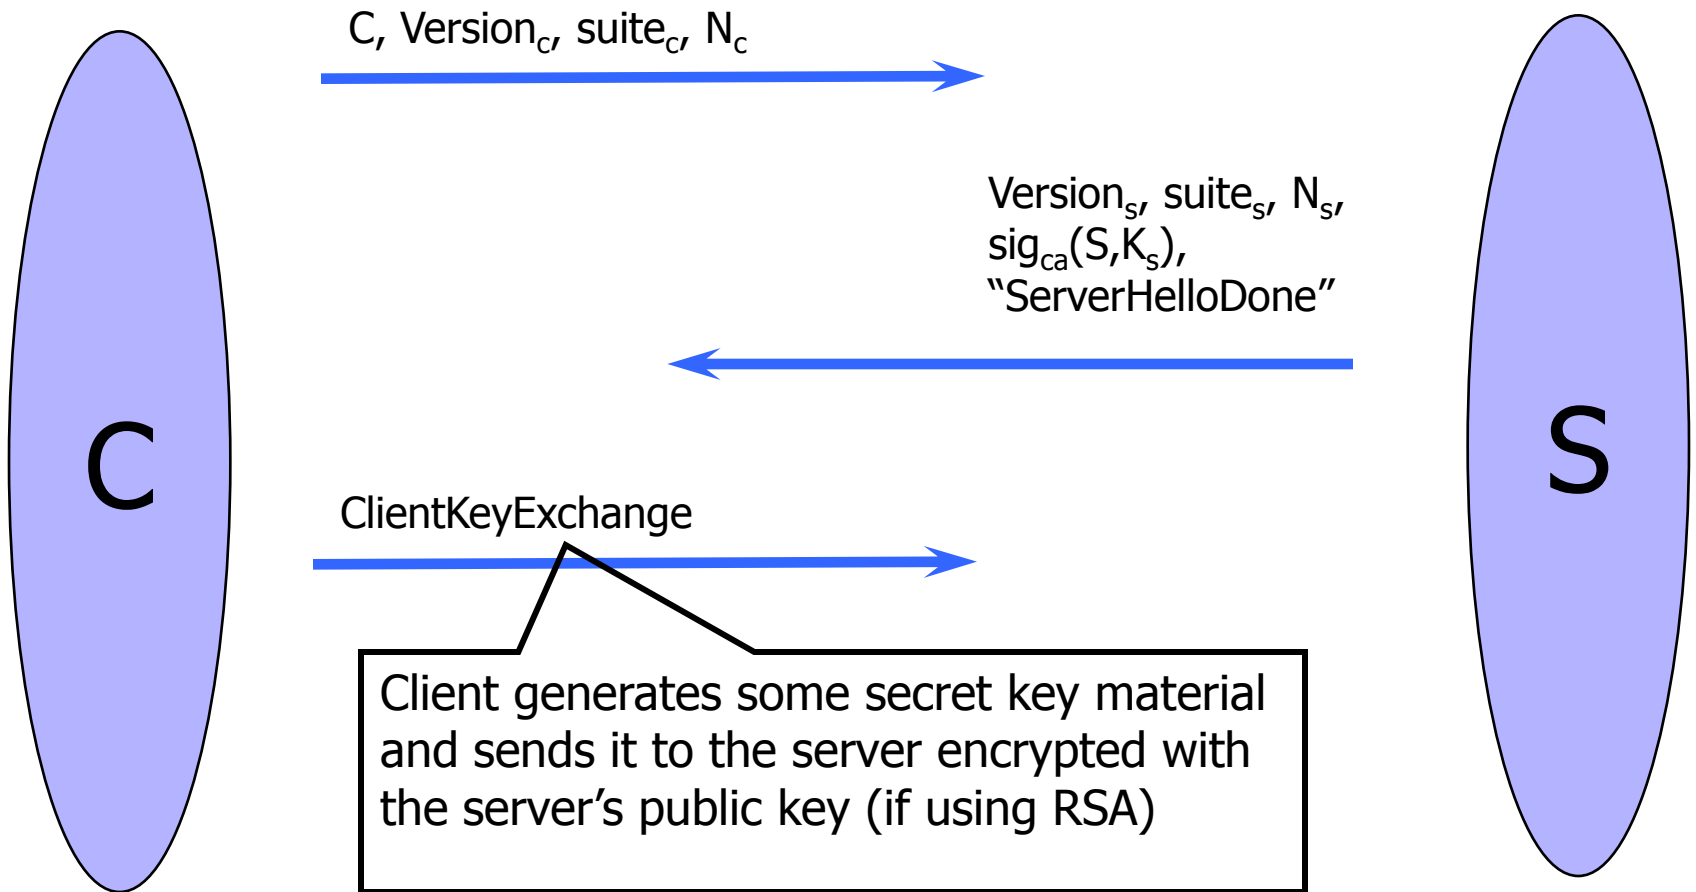 C, Version_c, suite_c, N_c
Version_s, suite_s, N_s,
sig_ca(S,K_s),
“ServerHelloDone”
C
S
ClientKeyExchange
Client generates some secret key material
and sends it to the server encrypted with
the server’s public key (if using RSA)